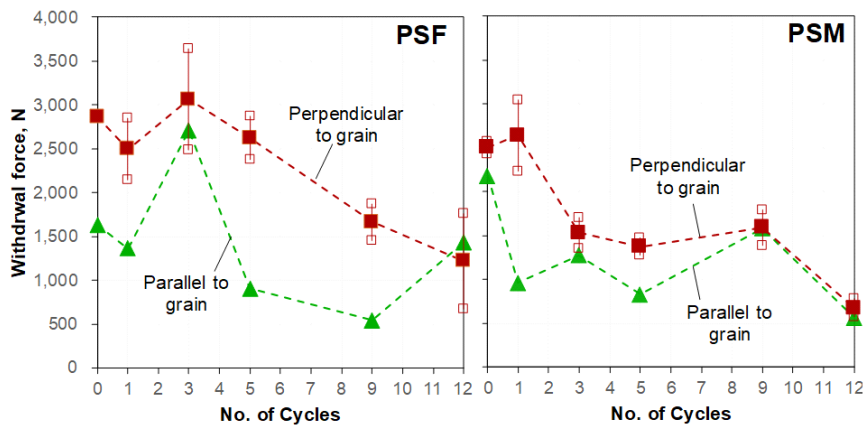 PSF
PSM
Withdrwal force, N
4,000
3,500
3,000
2,500
2,000
1,500
1,000
500
0
Perpendicular
to grain
Parallel to
grain
Perpendicular
to grain
Parallel to
grain
0 1 2 3 4 5 6 7 8 9 10 11 12
0 1 2 3 4 5 6 7 8 9 10 11 12
No. of Cycles
No. of Cycles